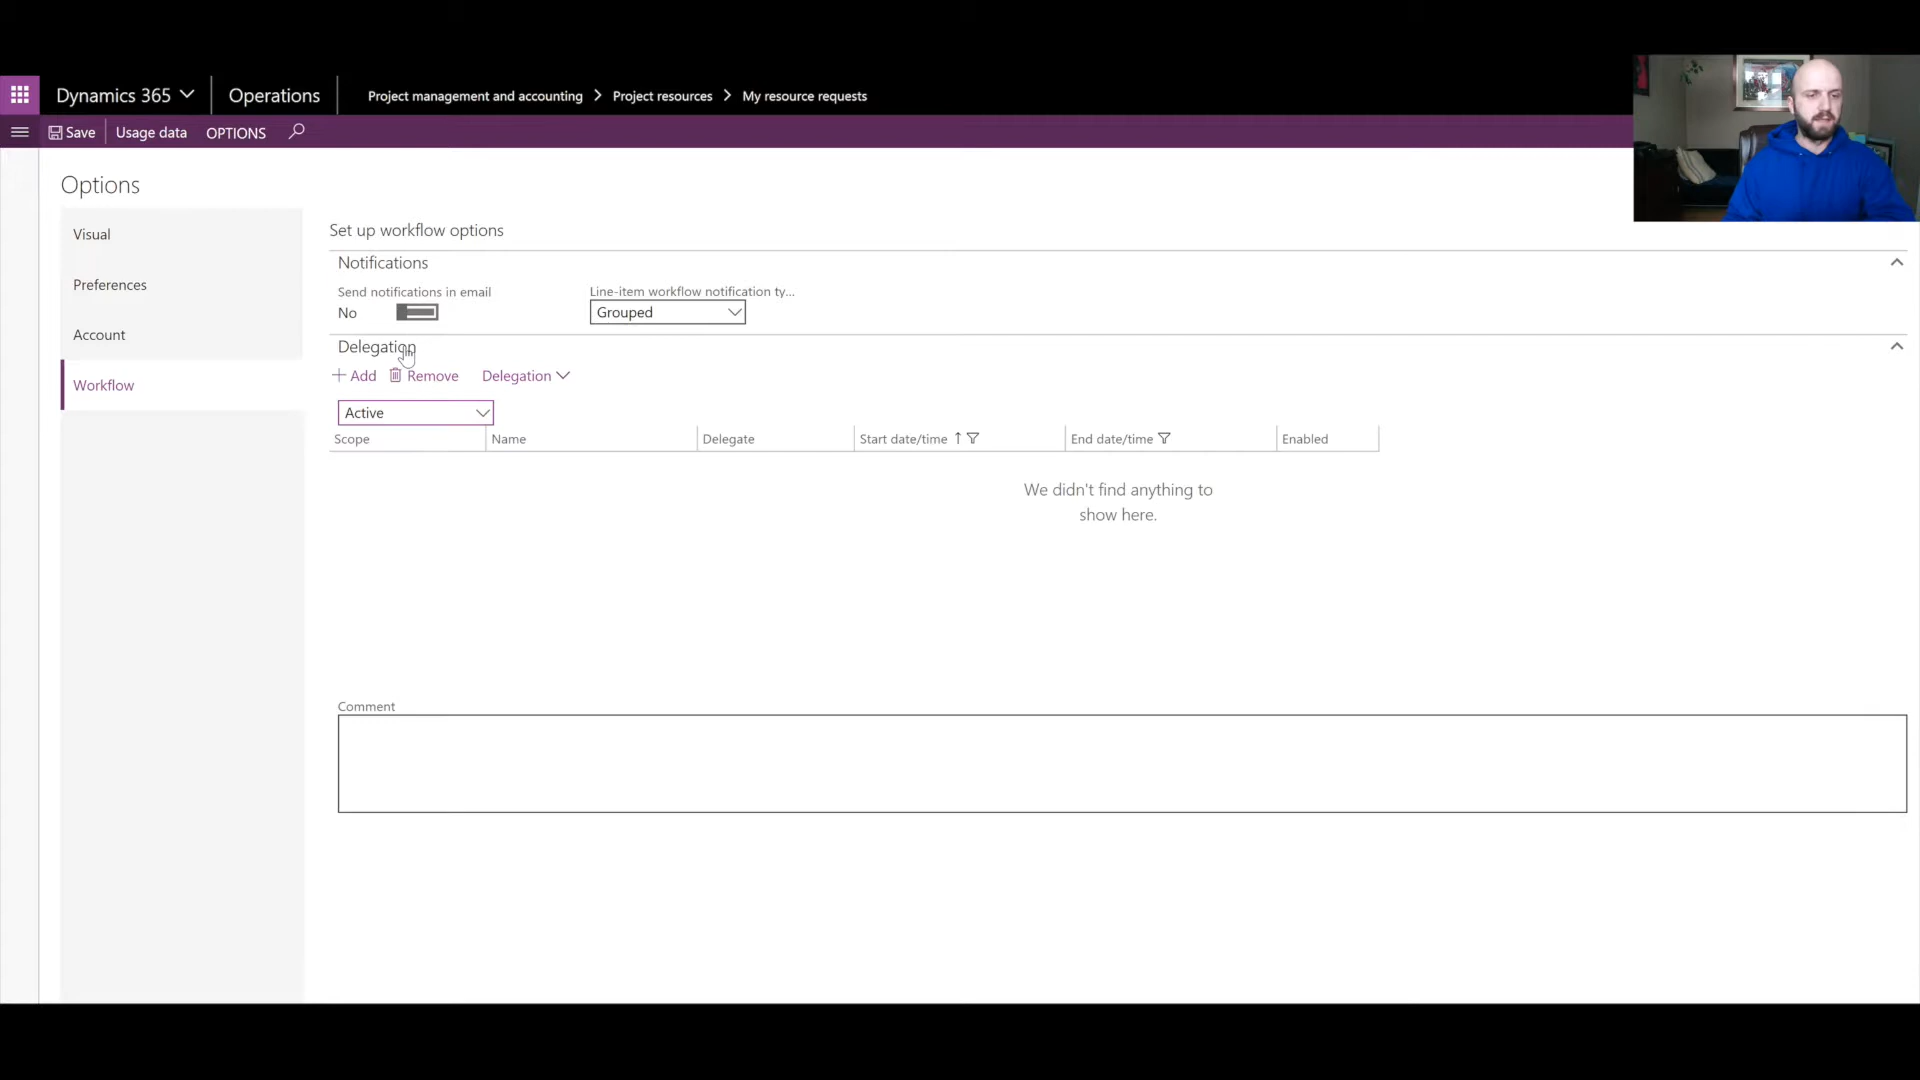 Dynamics 365 Operations Project management and accounting Project resources My resource requests
Save Usage data OPTIONS
Options
Visual
Preferences
Account
Workflow
Set up workflow options
Notifications
Send notifications in email
No
Line-item workflow notification ty...
Grouped
Delegation
Add Remove Delegation
Active
Scope Name Delegate Start date/time End date/time Enabled
We didn't find anything to
show here.
Comment